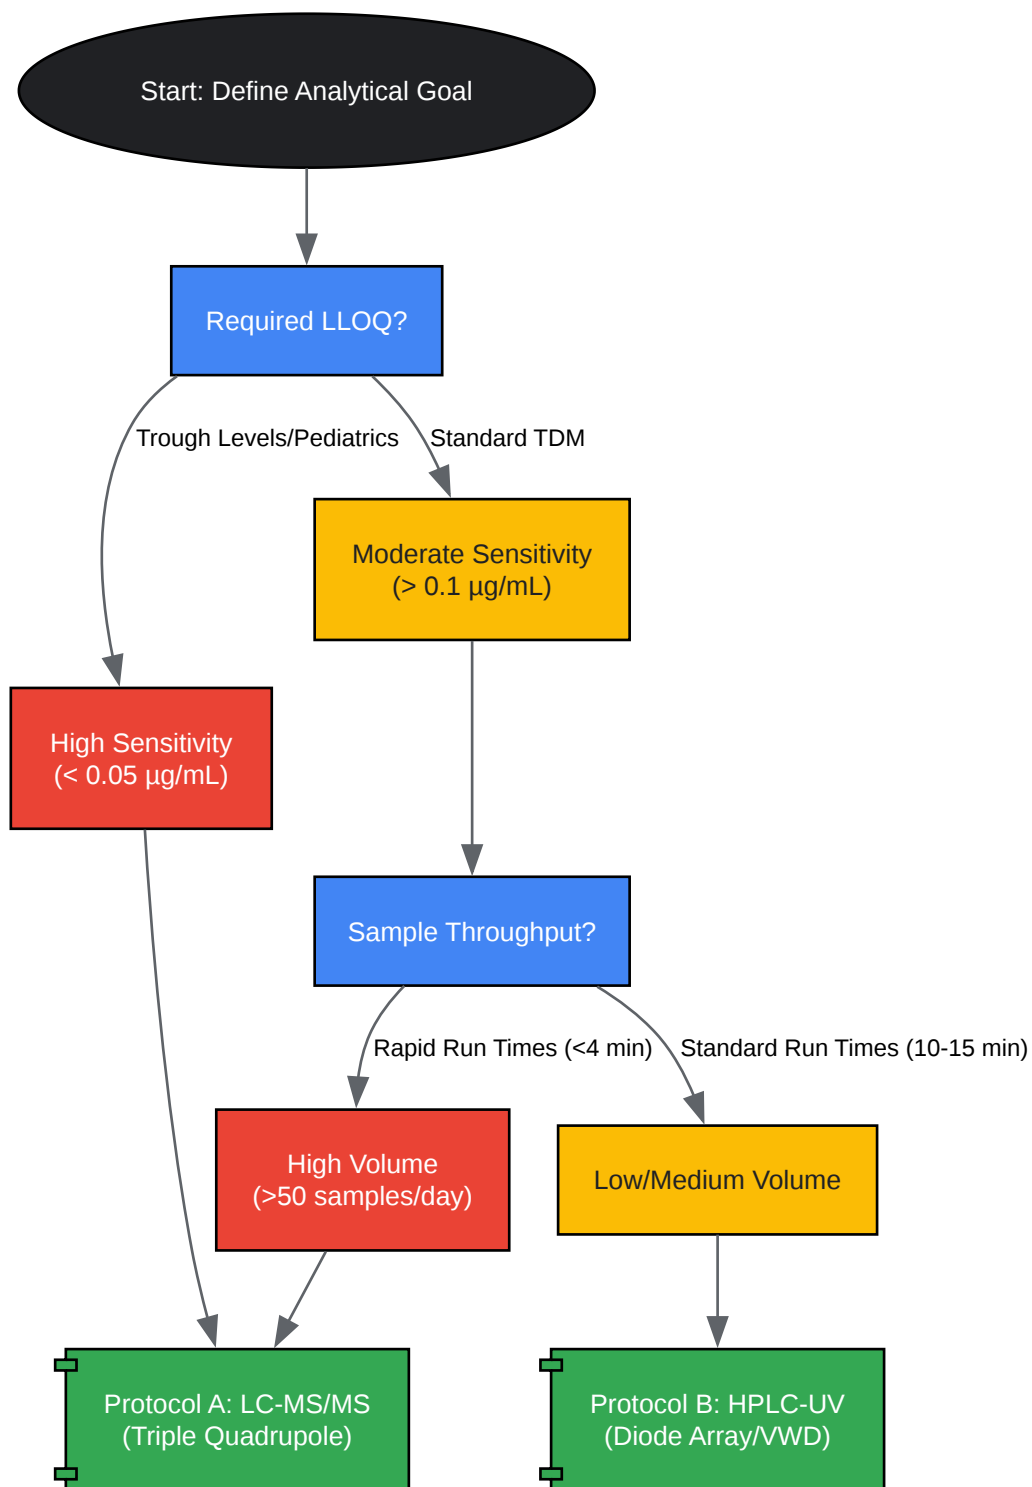 Start: Define Analytical Goal
Required LLOQ?
Trough Levels/Pediatrics
Standard TDM
Moderate Sensitivity
(> 0.1 µg/mL)
High Sensitivity
(< 0.05 µg/mL)
Sample Throughput?
Rapid Run Times (<4 min)
Standard Run Times (10-15 min)
High Volume
(>50 samples/day)
Low/Medium Volume
Protocol A: LC-MS/MS
(Triple Quadrupole)
Protocol B: HPLC-UV
(Diode Array/VWD)